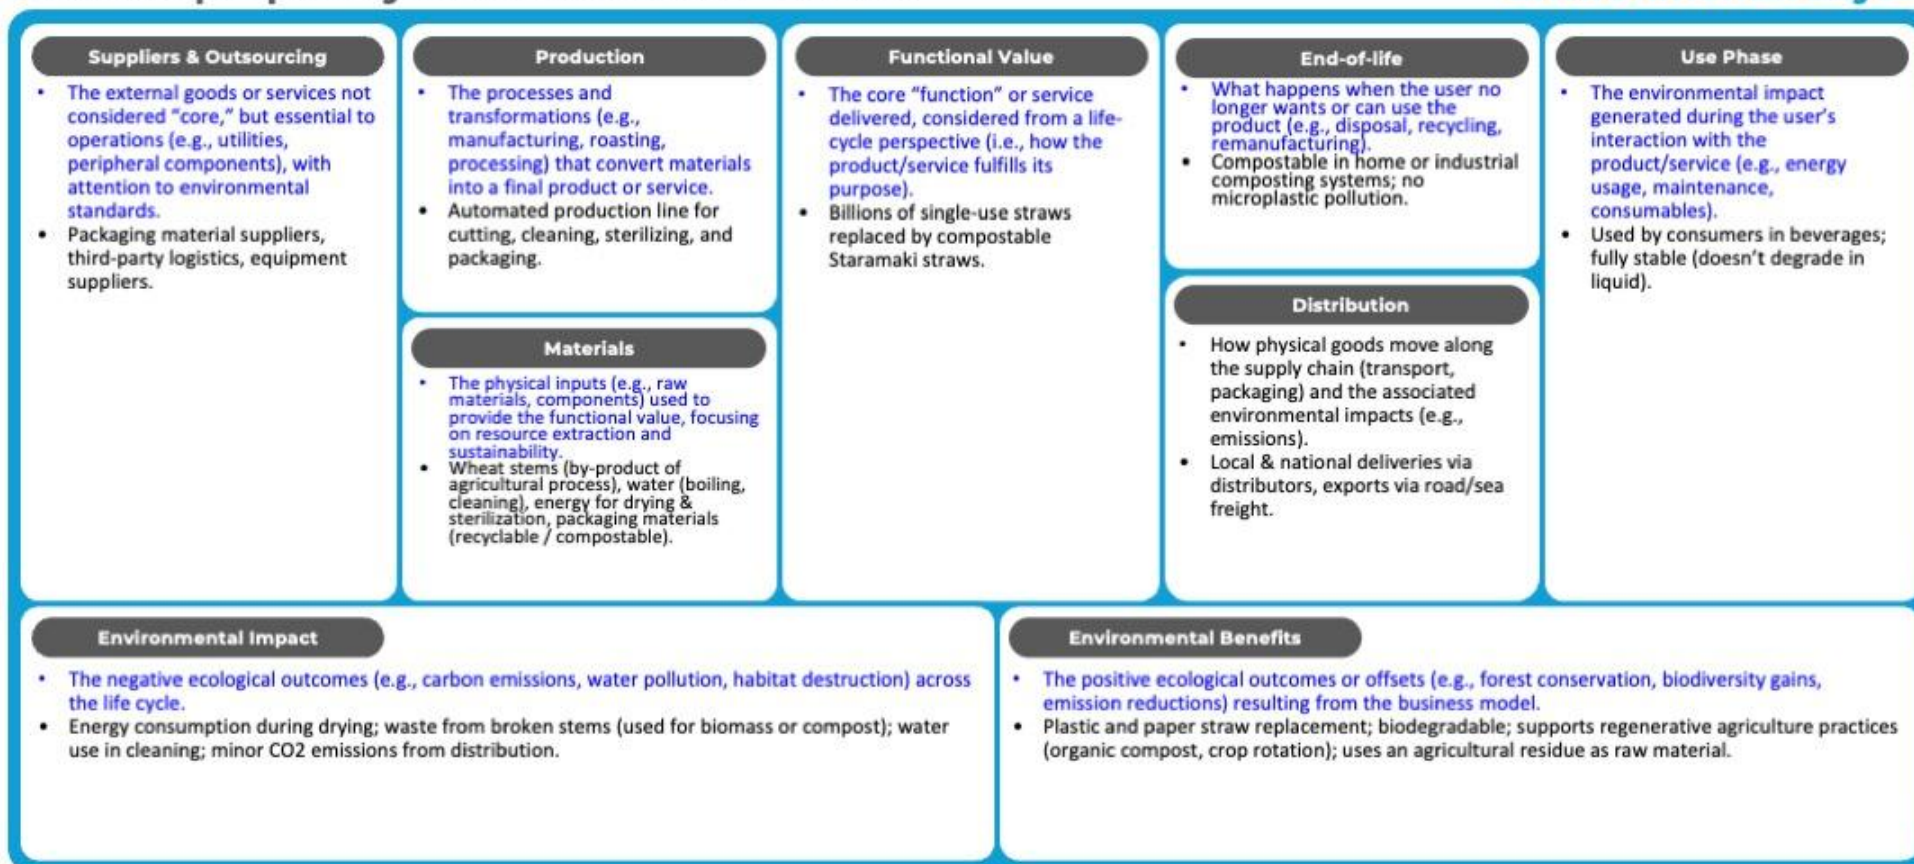 Suppliers & Outsourcing
• The external goods or services not
considered “core,” but essential to
operations (e.g., utilities,
peripheral components), with
attention to environmental
standards.
• Packaging material suppliers,
third-party logistics, equipment
suppliers.
Production
• The processes and
transformations (e.g.,
manufacturing, roasting,
processing) that convert materials
into a final product or service.
• Automated production line for
cutting, cleaning, sterilizing, and
packaging.
Materials
• The physical inputs (e.g., raw
materials, components) used to
provide the functional value, focusing
on resource extraction and
sustainability.
• Wheat stems (by-product of
agricultural process), water (boiling,
cleaning), energy for drying &
sterilization, packaging materials
(recyclable / compostable).
Functional Value
• The core “function” or service
delivered, considered from a life-
cycle perspective (i.e., how the
product/service fulfills its
purpose).
• Billions of single-use straws
replaced by compostable
Staramaki straws.
End-of-life
• What happens when the user no
longer wants or can use the
product (e.g., disposal, recycling,
remanufacturing).
• Compostable in home or industrial
composting systems; no
microplastic pollution.
Distribution
• How physical goods move along
the supply chain (transport,
packaging) and the associated
environmental impacts (e.g.,
emissions).
• Local & national deliveries via
distributors, exports via road/sea
freight.
Use Phase
• The environmental impact
generated during the user’s
interaction with the
product/service (e.g., energy
usage, maintenance,
consumables).
• Used by consumers in beverages;
fully stable (doesn’t degrade in
liquid).
Environmental Impact
• The negative ecological outcomes (e.g., carbon emissions, water pollution, habitat destruction) across
the life cycle.
• Energy consumption during drying; waste from broken stems (used for biomass or compost); water
use in cleaning; minor CO2 emissions from distribution.
Environmental Benefits
• The positive ecological outcomes or offsets (e.g., forest conservation, biodiversity gains,
emission reductions) resulting from the business model.
• Plastic and paper straw replacement; biodegradable; supports regenerative agriculture practices
(organic compost, crop rotation); uses an agricultural residue as raw material.